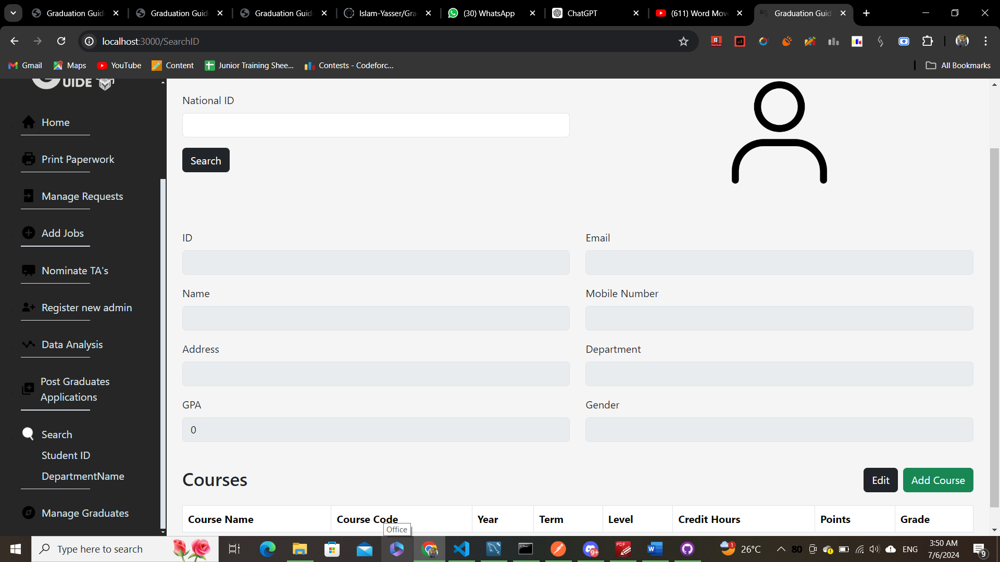 Graduation Guid
Graduation Guid
Graduation Guid
Islam-Yasser/Gra
(30) WhatsApp
ChatGPT
(611) Word Mov
Graduation Guid
localhost:3000/SearchID
Gmail
Maps
YouTube
Content
Junior Training Shee...
Contests - Codeforc...
All Bookmarks
UIDE
Home
Print Paperwork
Manage Requests
Add Jobs
Nominate TA's
Register new admin
Data Analysis
Post Graduates
Applications
Search
Student ID
DepartmentName
Manage Graduates
National ID
Search
ID
Email
Name
Mobile Number
Address
Department
GPA
Gender
0
Courses
Edit
Add Course
Course Name
Course Code
Year
Term
Level
Credit Hours
Points
Grade
Office
Type here to search
9+
PDF
1
26°C
80
ENG
3:50 AM
7/6/2024
9